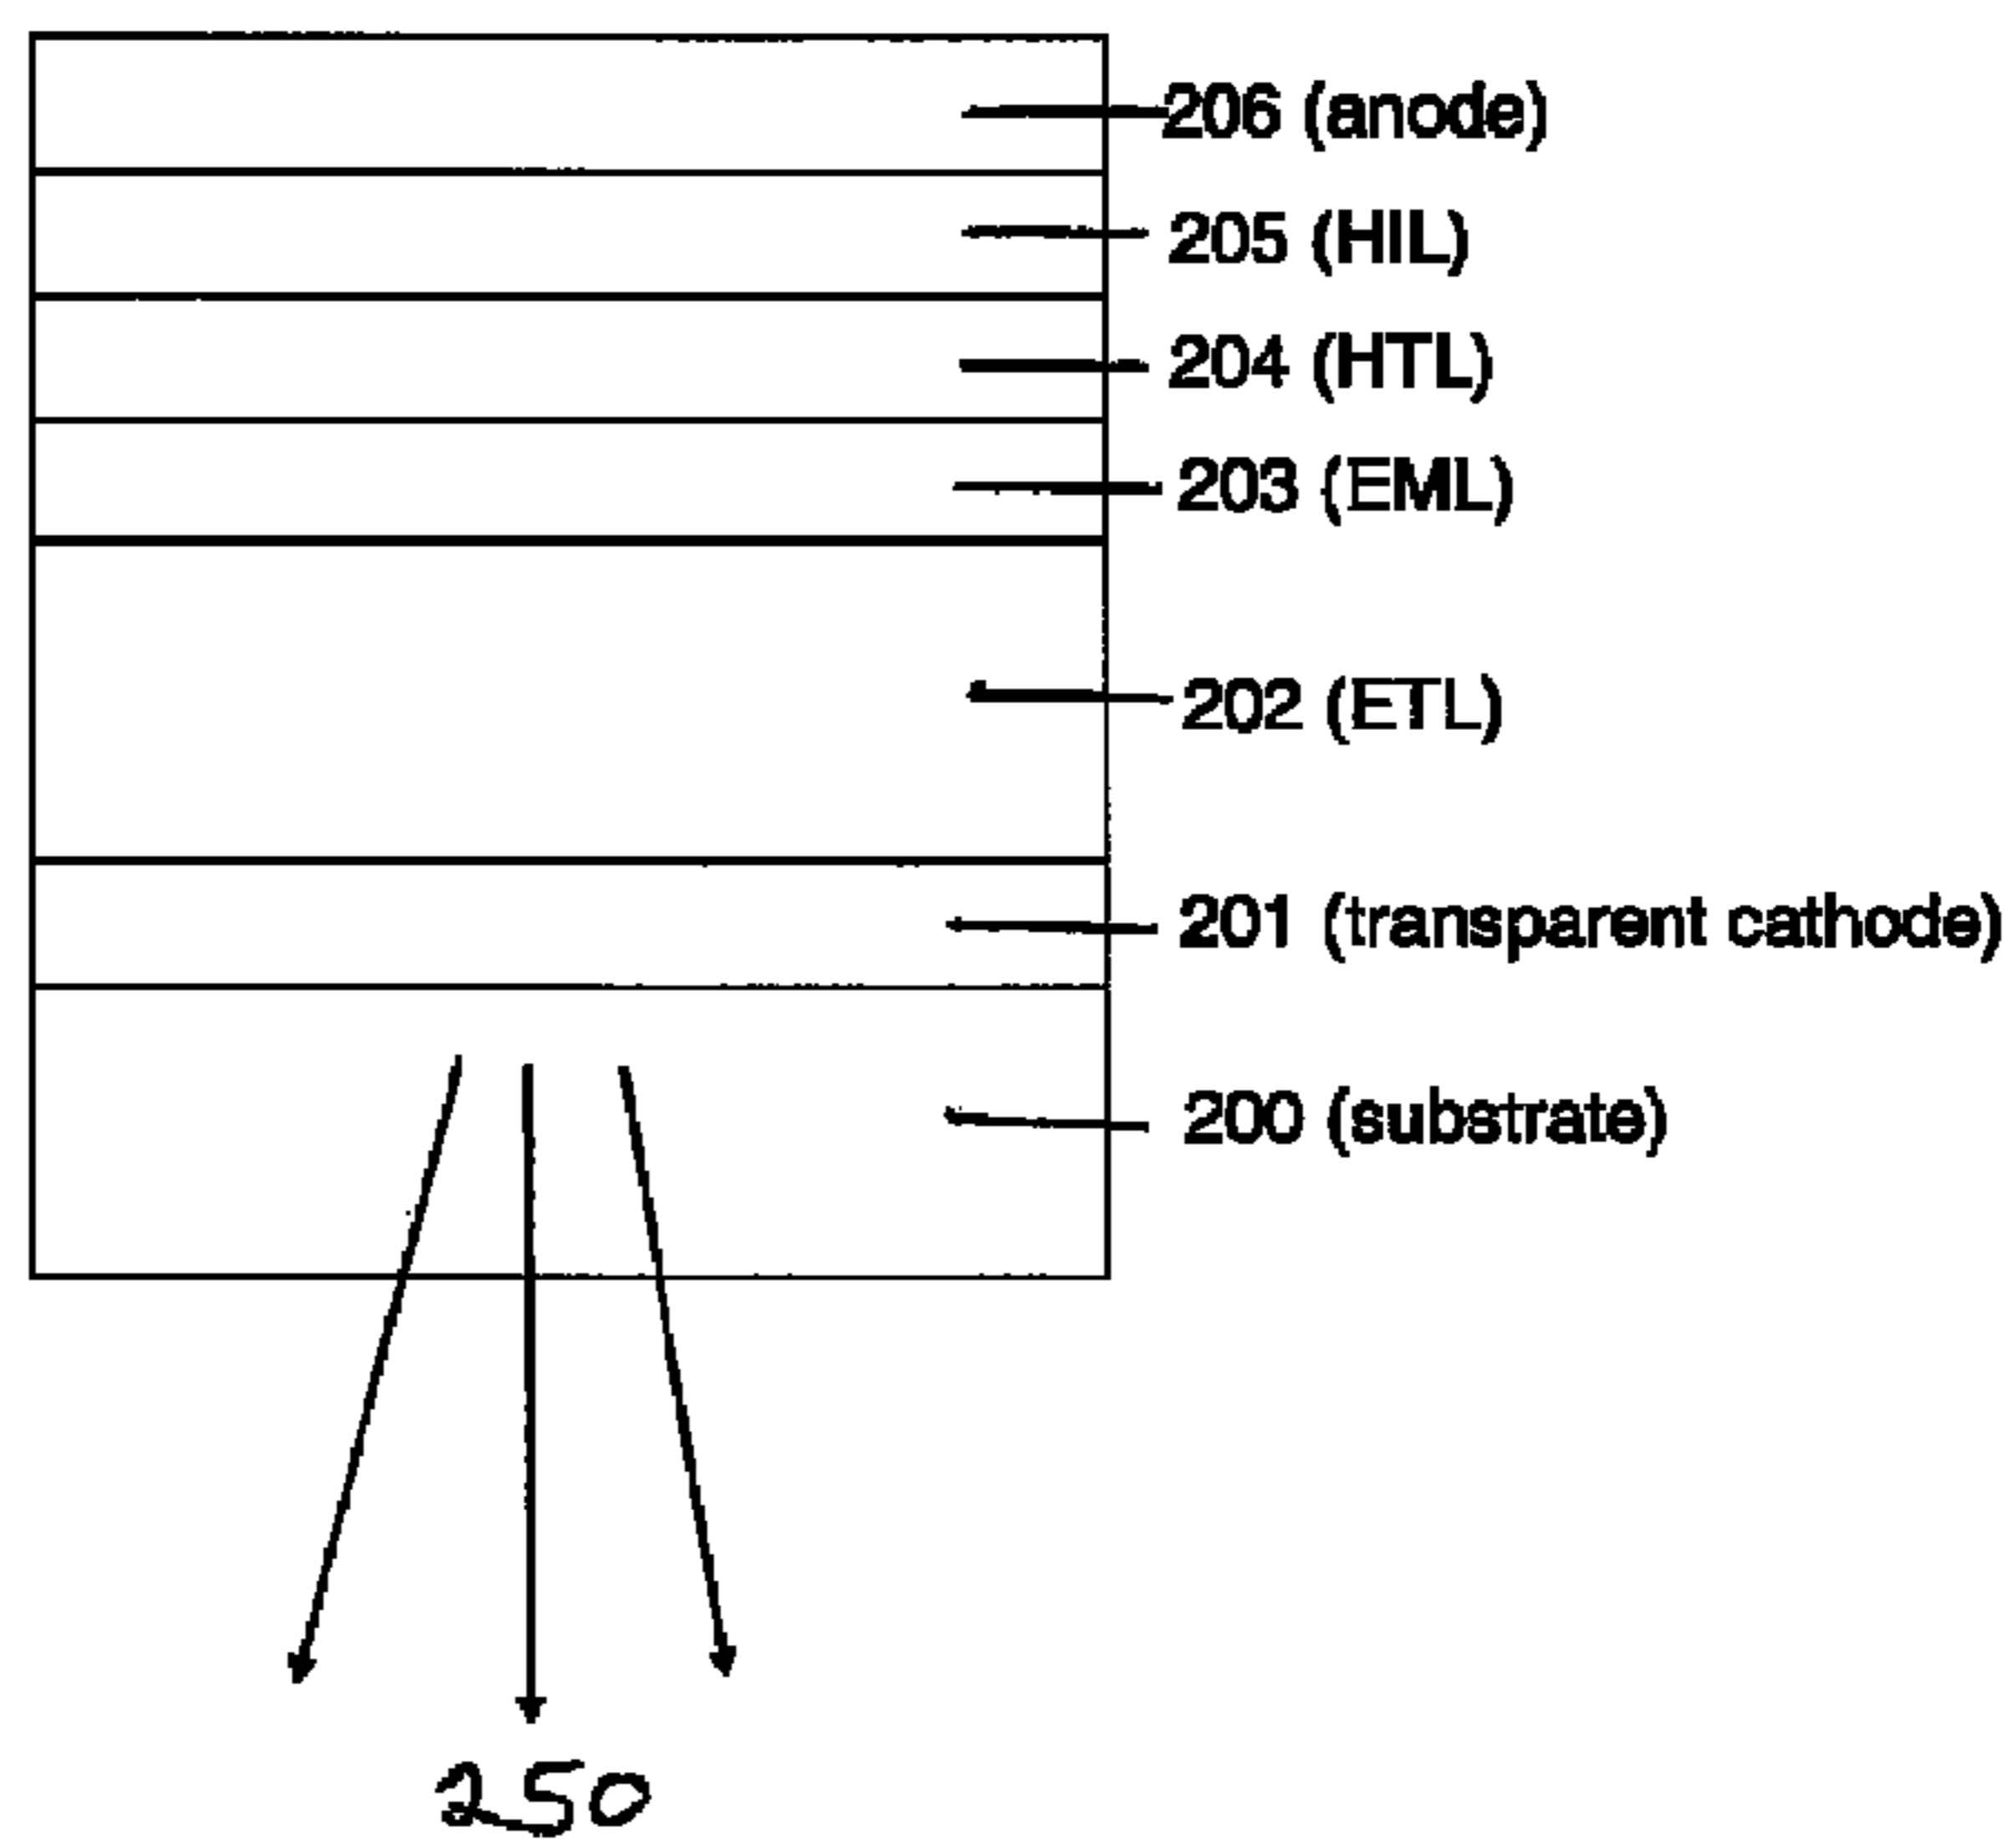 206 (anode)
205 (HIL)
204 (HTL)
203 (EML)
202 (ETL)
201 (transparent cathode)
200 (substrate)
250